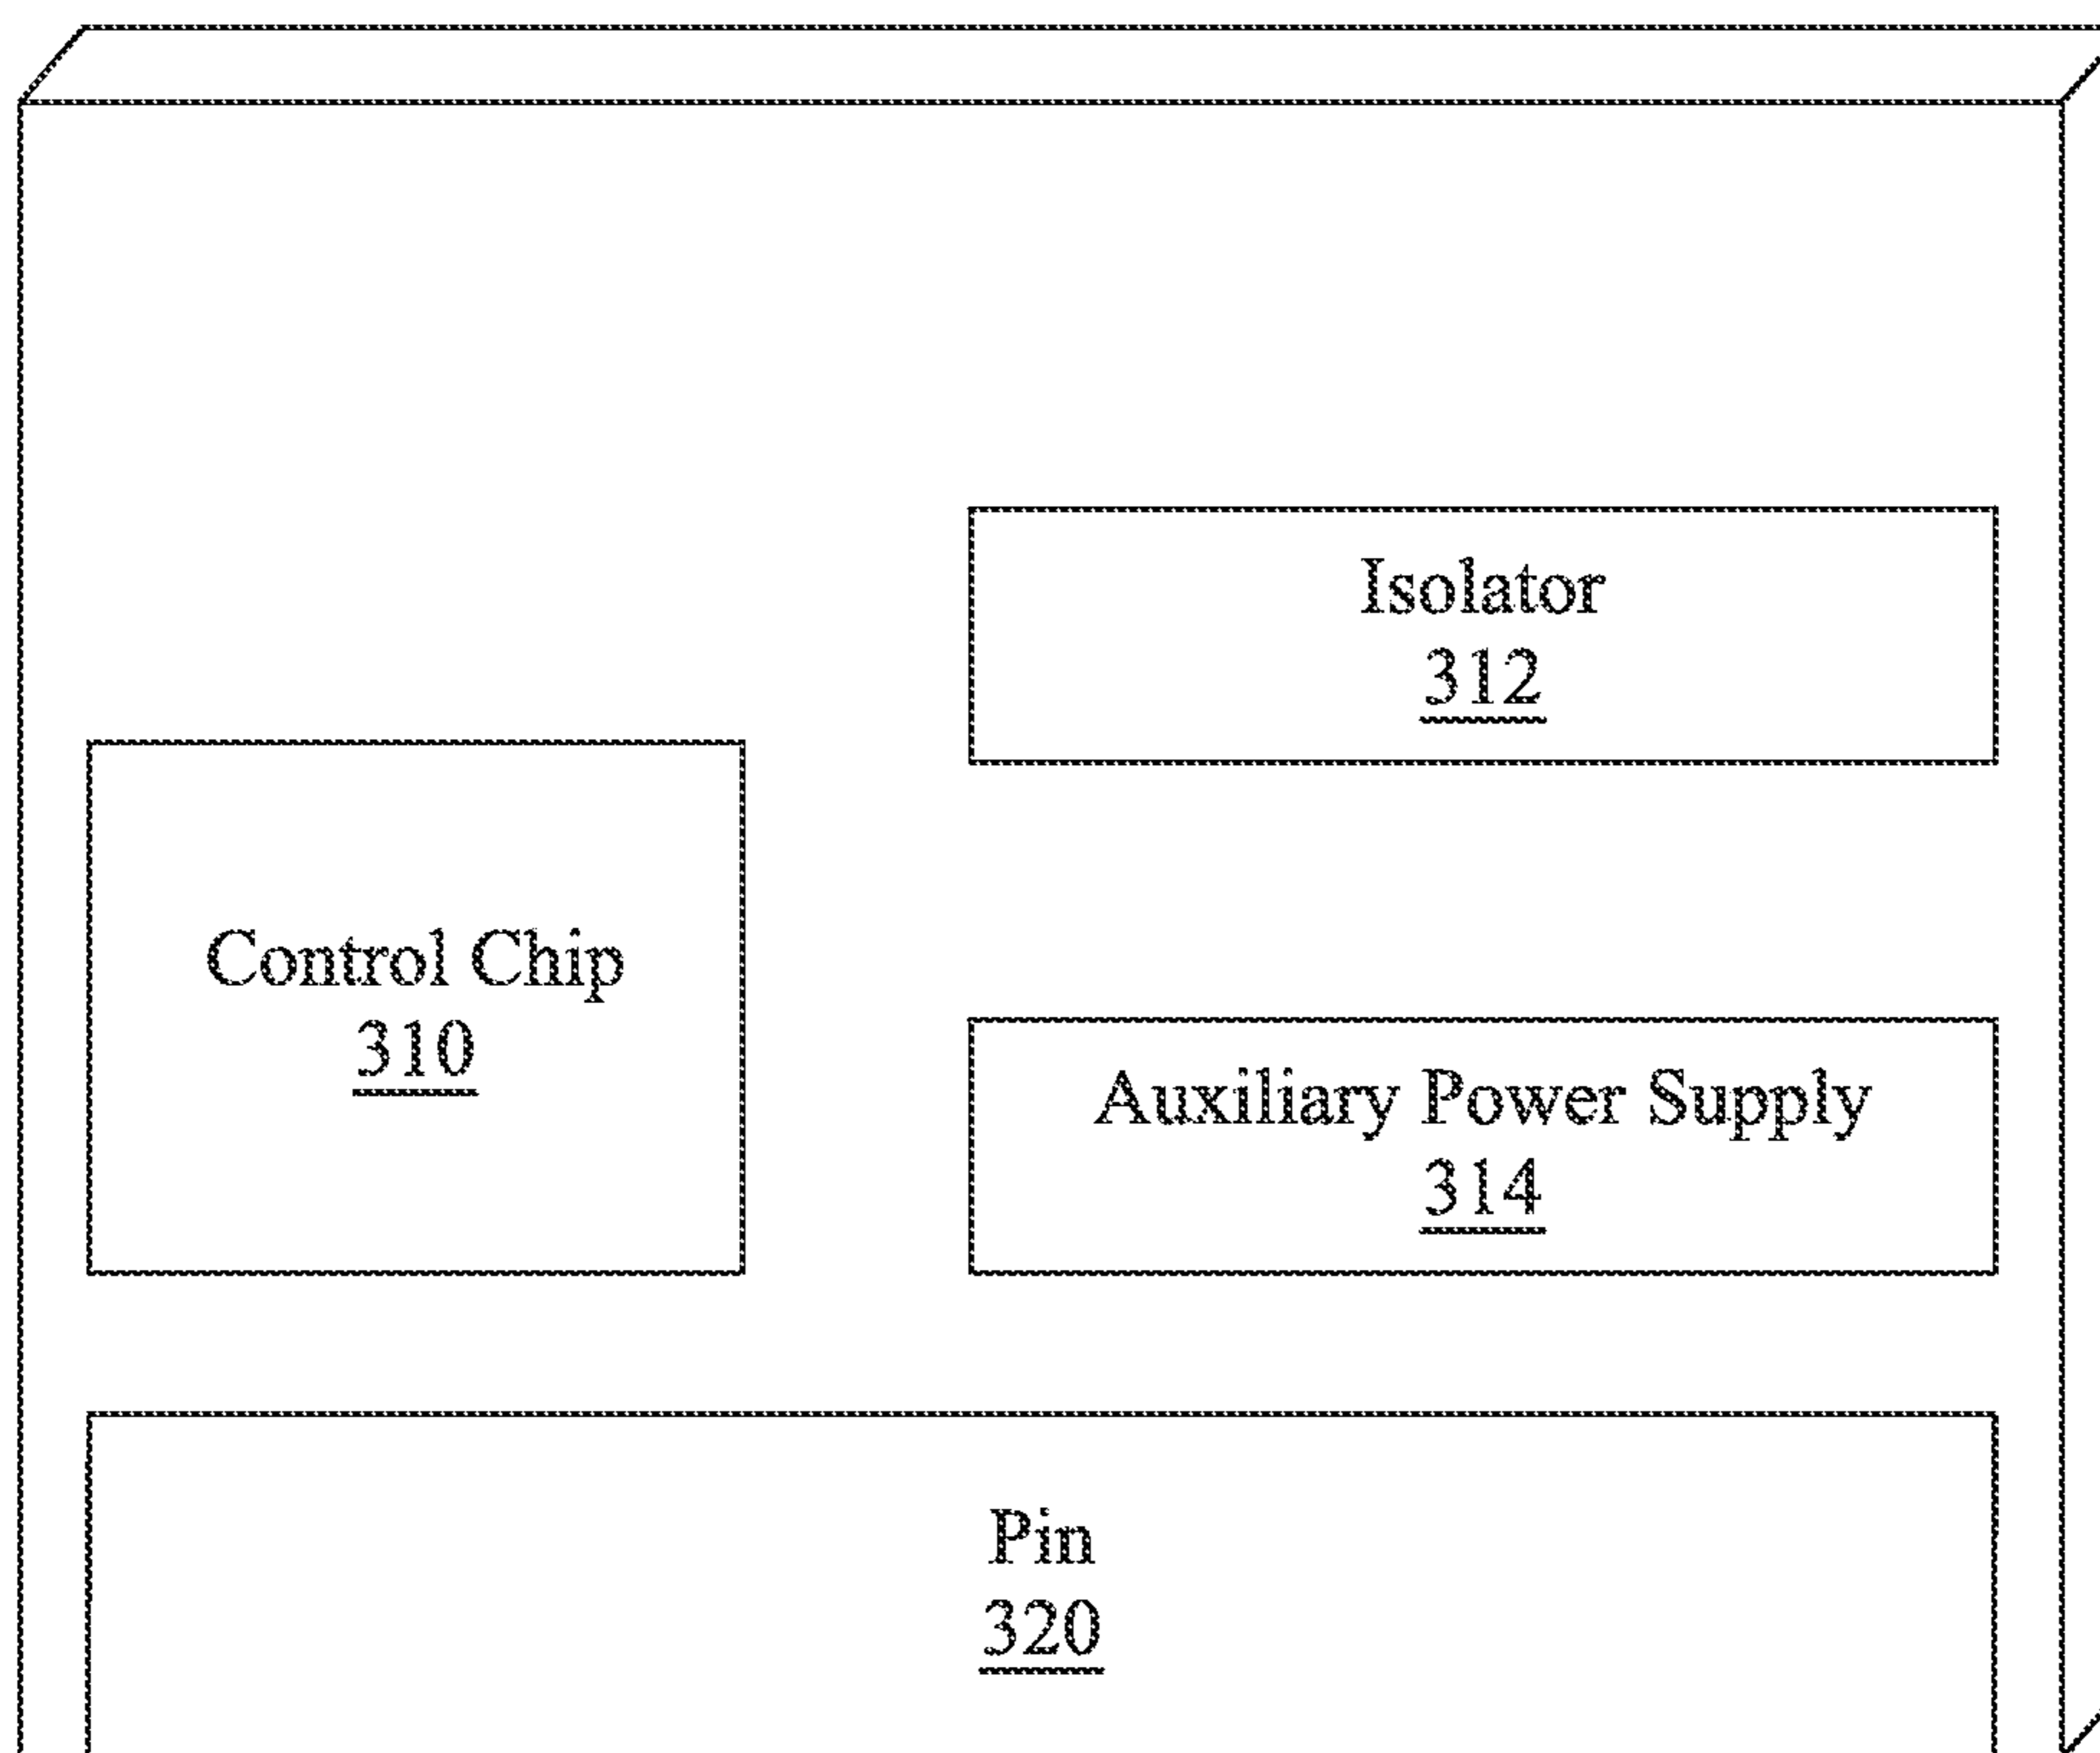 Isolator
312
Control Chip
310
Auxiliary Power Supply
314
Pin
320